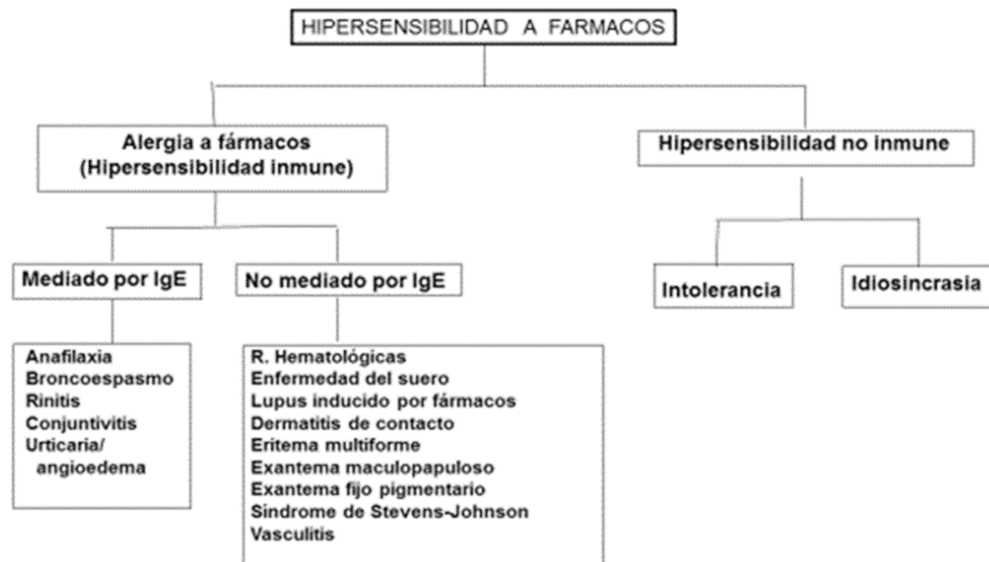 HIPERSENSIBILIDAD A FARMACOS
Alergia a fármacos
(Hipersensibilidad inmune)
Hipersensibilidad no inmune
Mediado por IgE
No mediado por IgE
Intolerancia
Idiosincrasia
Anafilaxia
Broncoespasmo
Rinitis
Conjuntivitis
Urticaria/
angioedema
R. Hematológicas
Enfermedad del suero
Lupus inducido por fármacos
Dermatitis de contacto
Eritema multiforme
Exantema maculopapuloso
Exantema fijo pigmentario
Sindrome de Stevens-Johnson
Vasculitis